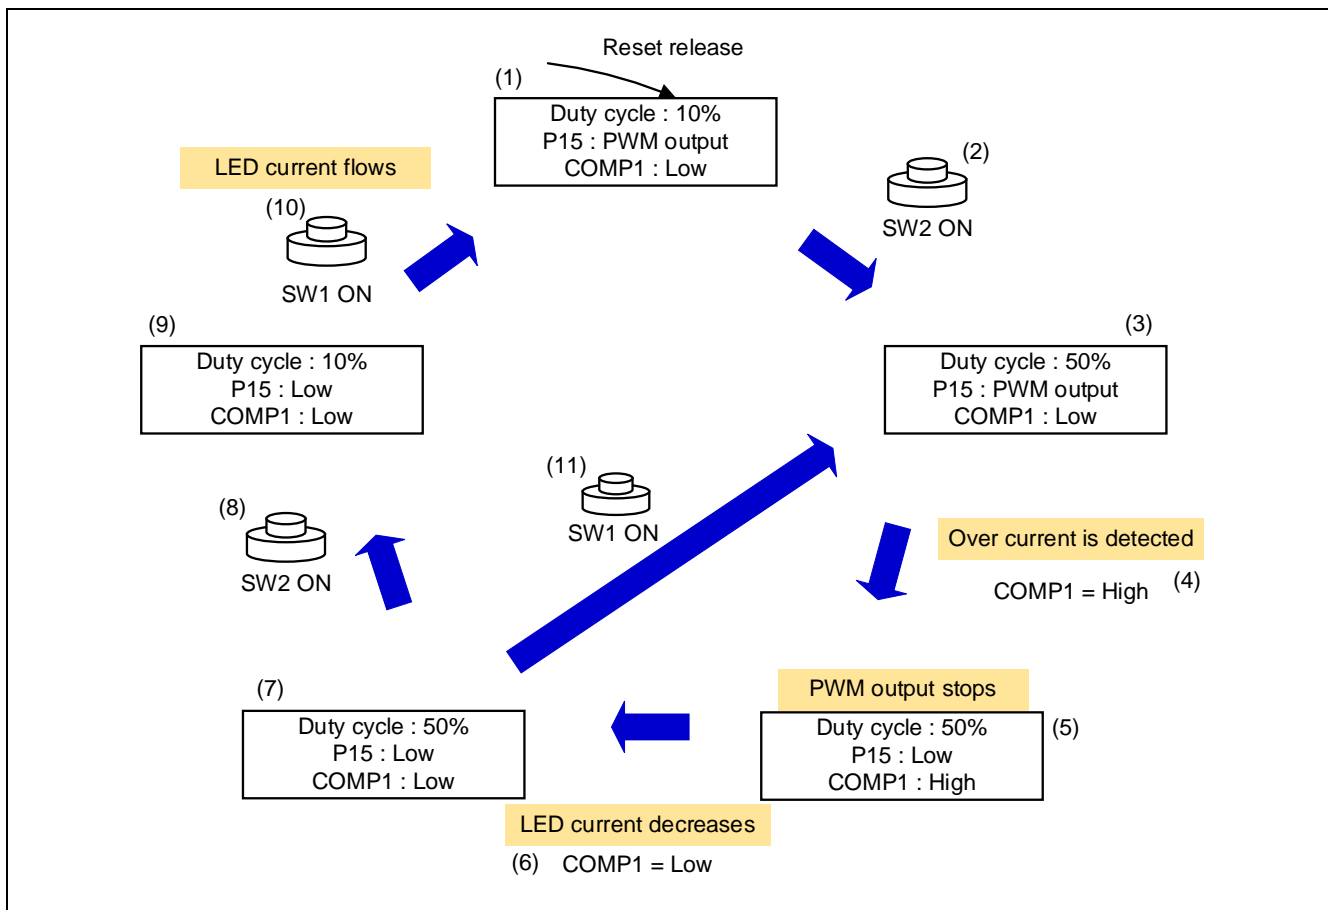 Reset release
(1)
Duty cycle : 10%
P15 : PWM output
COMP1 : Low
(2)
SW2 ON
LED current flows
(10)
SW1 ON
(9)
Duty cycle : 10%
P15 : Low
COMP1 : Low
(3)
Duty cycle : 50%
P15 : PWM output
COMP1 : Low
(11)
SW1 ON
(8)
SW2 ON
Over current is detected
COMP1 = High
(4)
(7)
Duty cycle : 50%
P15 : Low
COMP1 : Low
PWM output stops
Duty cycle : 50%
P15 : Low
COMP1 : High
(5)
LED current decreases
(6) COMP1 = Low